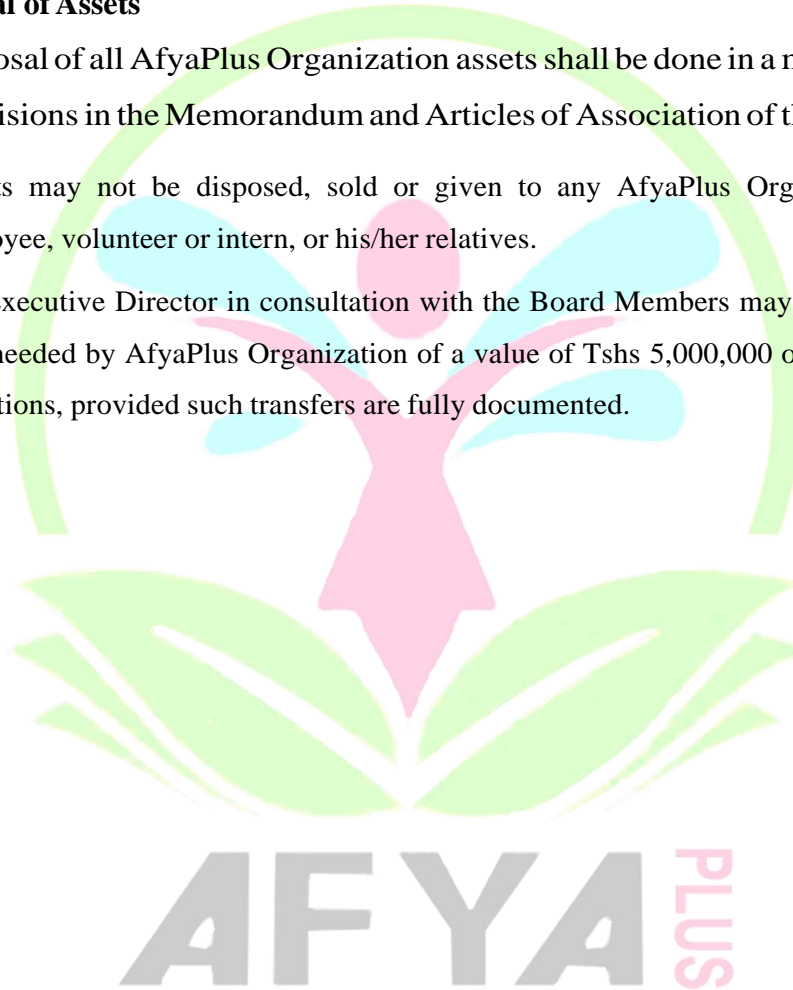 al of Assets
osal of all AfyaPlus Organization assets shall be done in a
isions in the Memorandum and Articles of Association of
ts may not be disposed, sold or given to any AfyaPlus Org
oyee, volunteer or intern, or his/her relatives.
xecutive Director in consultation with the Board Members may
needed by AfyaPlus Organization of a value of Tshs 5,000,000 o
tions, provided such transfers are fully documented.
AFYA
PLUS